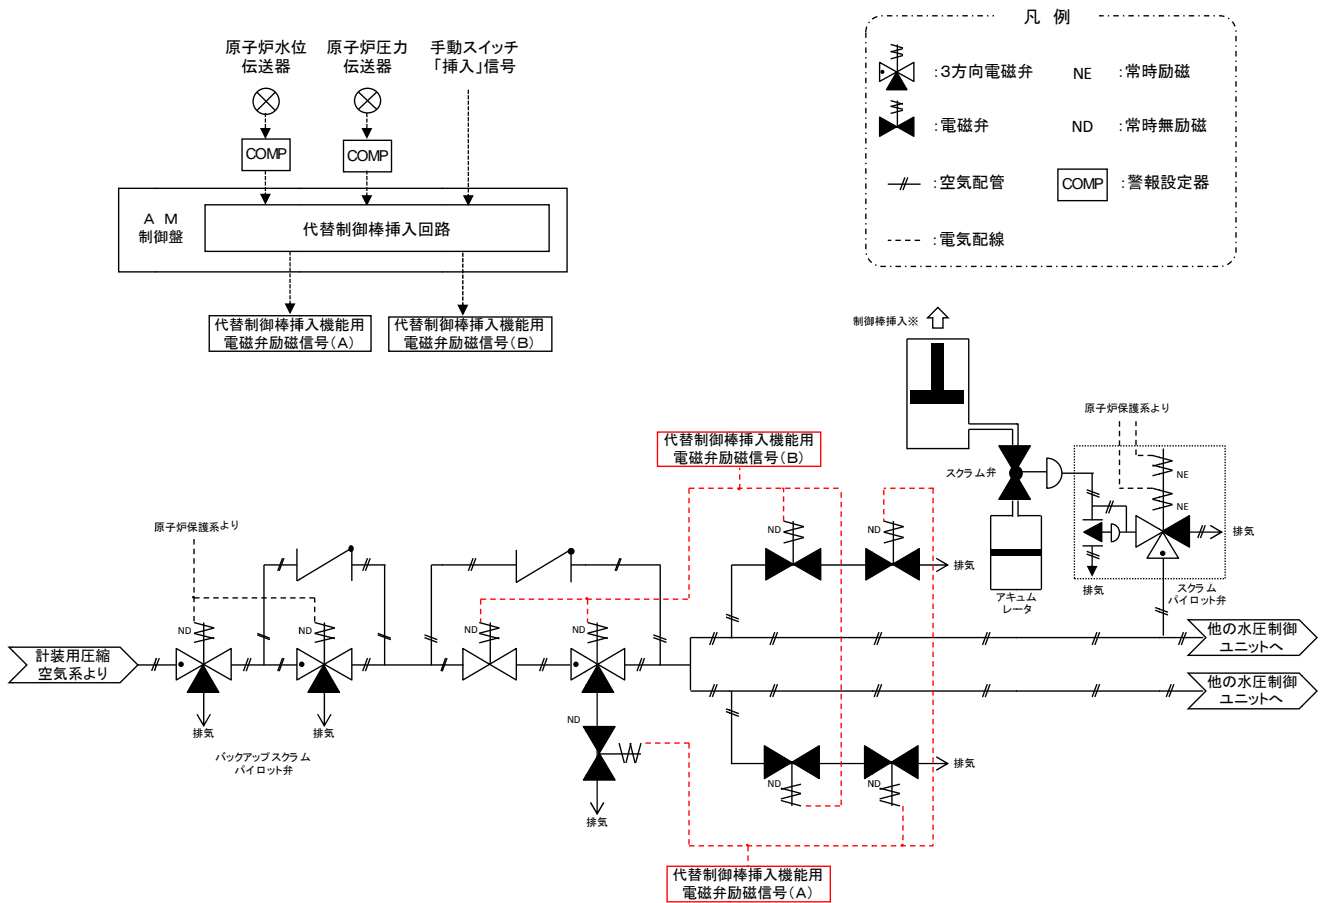 凡 例
:３方向電磁弁
NE
:常時励磁
:電磁弁
ND
:常時無励磁
:空気配管
COMP
:警報設定器
:電気配線
原子炉水位
伝送器
原子炉圧力
伝送器
手動スイッチ
「挿入」信号
COMP
COMP
Ａ Ｍ
制御盤
代替制御棒挿入回路
代替制御棒挿入機能用
電磁弁励磁信号(Ａ)
代替制御棒挿入機能用
電磁弁励磁信号(Ｂ)
制御棒挿入※
原子炉保護系より
スクラム弁
NE
NE
排気
排気
スクラム
パイロット弁
アキュム
レータ
代替制御棒挿入機能用
電磁弁励磁信号(Ｂ)
原子炉保護系より
ND
ND
ND
ND
ND
ND
排気
計装用圧縮
空気系より
他の水圧制御
ユニットへ
他の水圧制御
ユニットへ
排気
排気
バックアップスクラム
パイロット弁
ND
排気
ND
ND
排気
代替制御棒挿入機能用
電磁弁励磁信号(Ａ)